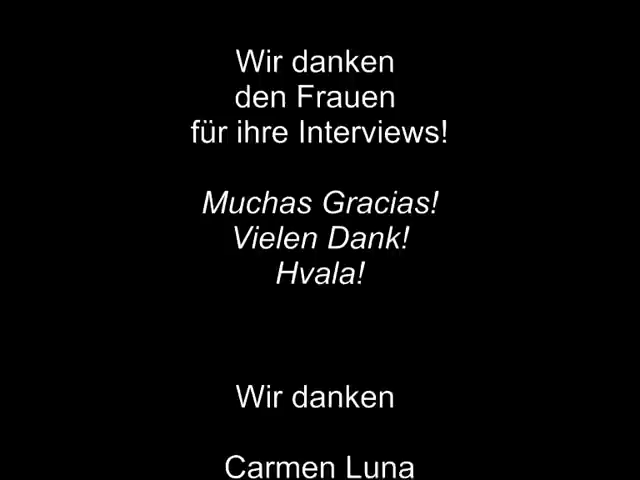 Wir danken
den Frauen
für ihre Interviews!
Muchas Gracias!
Vielen Dank!
Hvala!
Wir danken
Carmen Luna